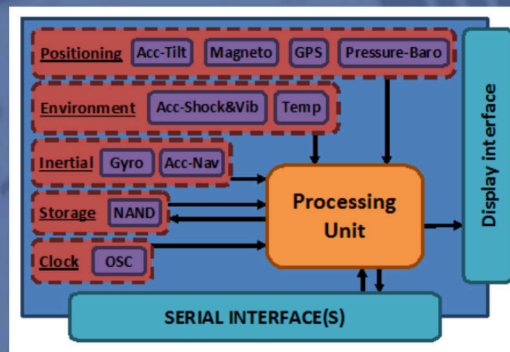 Positioning Acc-Tilt Magneto GPS Pressure-Baro
Environment Acc-Shock&Vib Temp
Inertial Gyro Acc-Nav
Storage NAND
Clock OSC
Processing
Unit
Display interface
SERIAL INTERFACE(S)